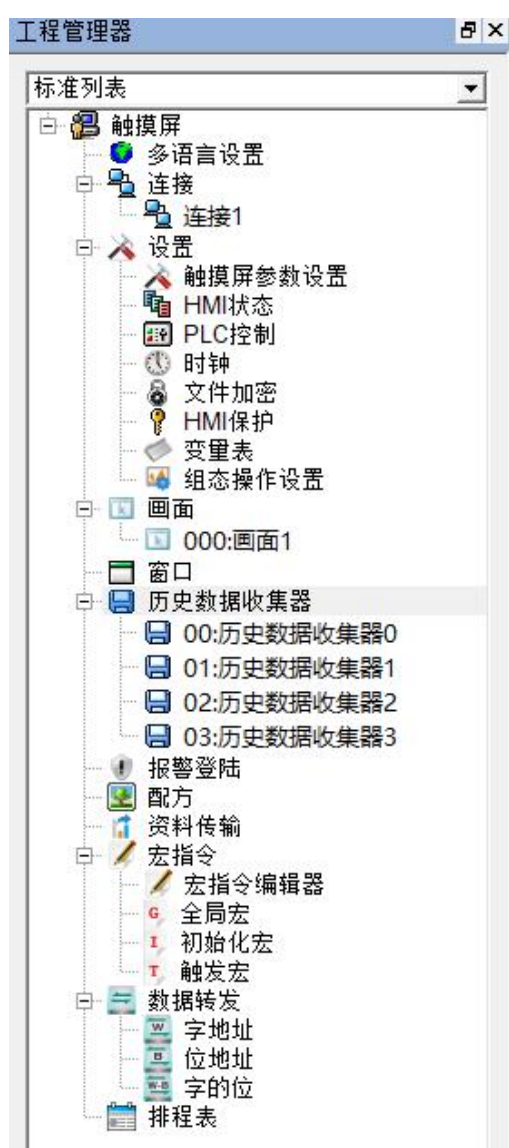 工程管理器
标准列表
触摸屏
多语言设置
连接
连接1
设置
触摸屏参数设置
HMI状态
PLC控制
时钟
文件加密
HMI保护
变量表
组态操作设置
画面
000:画面1
窗口
历史数据收集器
00:历史数据收集器0
01:历史数据收集器1
02:历史数据收集器2
03:历史数据收集器3
报警登陆
配方
资料传输
宏指令
宏指令编辑器
G 全局宏
I 初始化宏
T 触发宏
数据转发
W 字地址
B 位地址
W-B 字的位
排程表